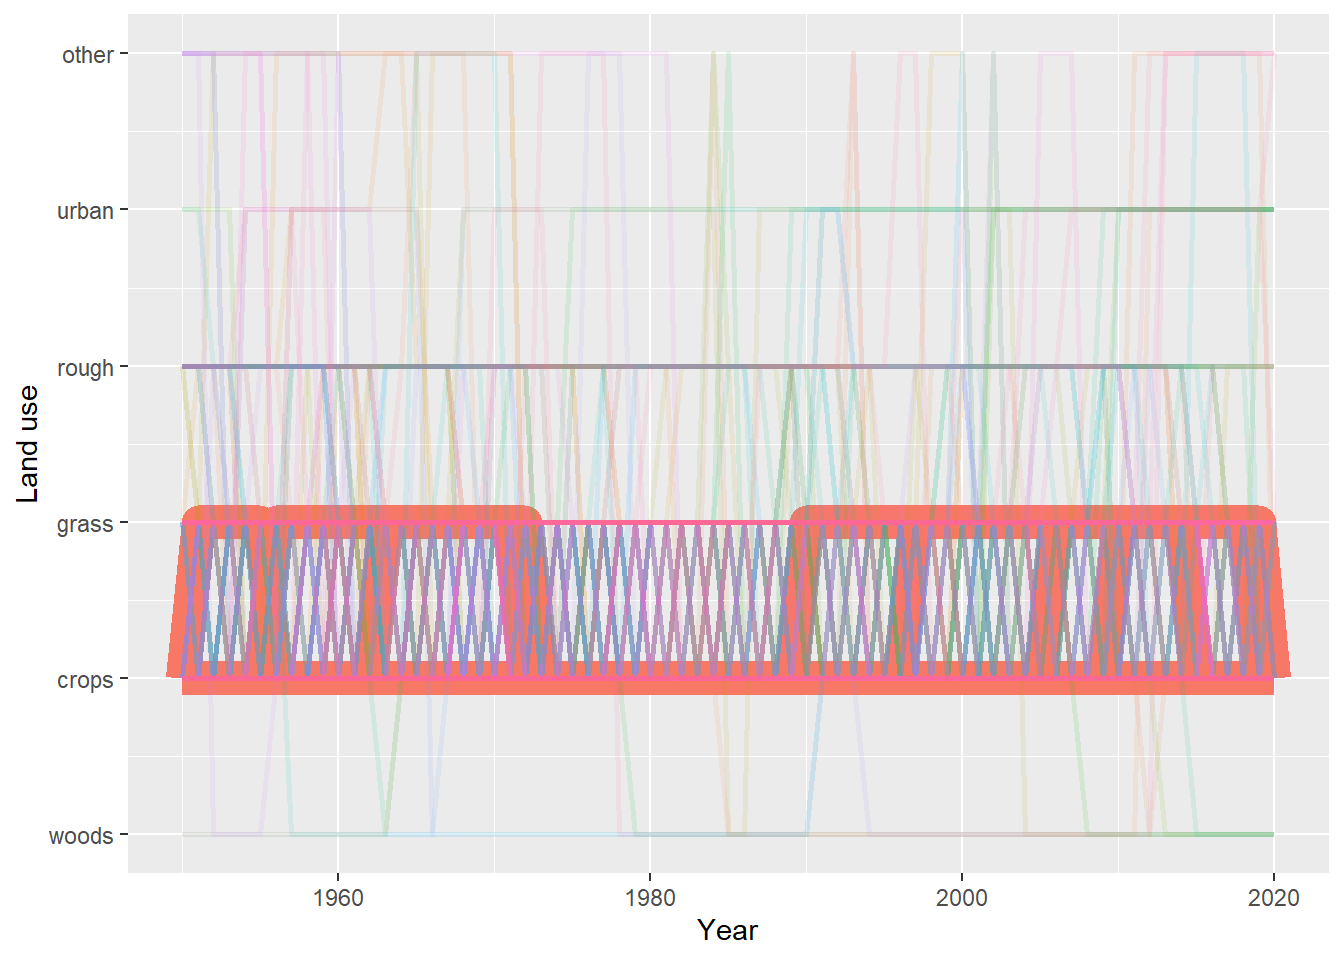 other
urban
rough
grass
crops
woods
Land use
1960 1980 2000 2020
Year